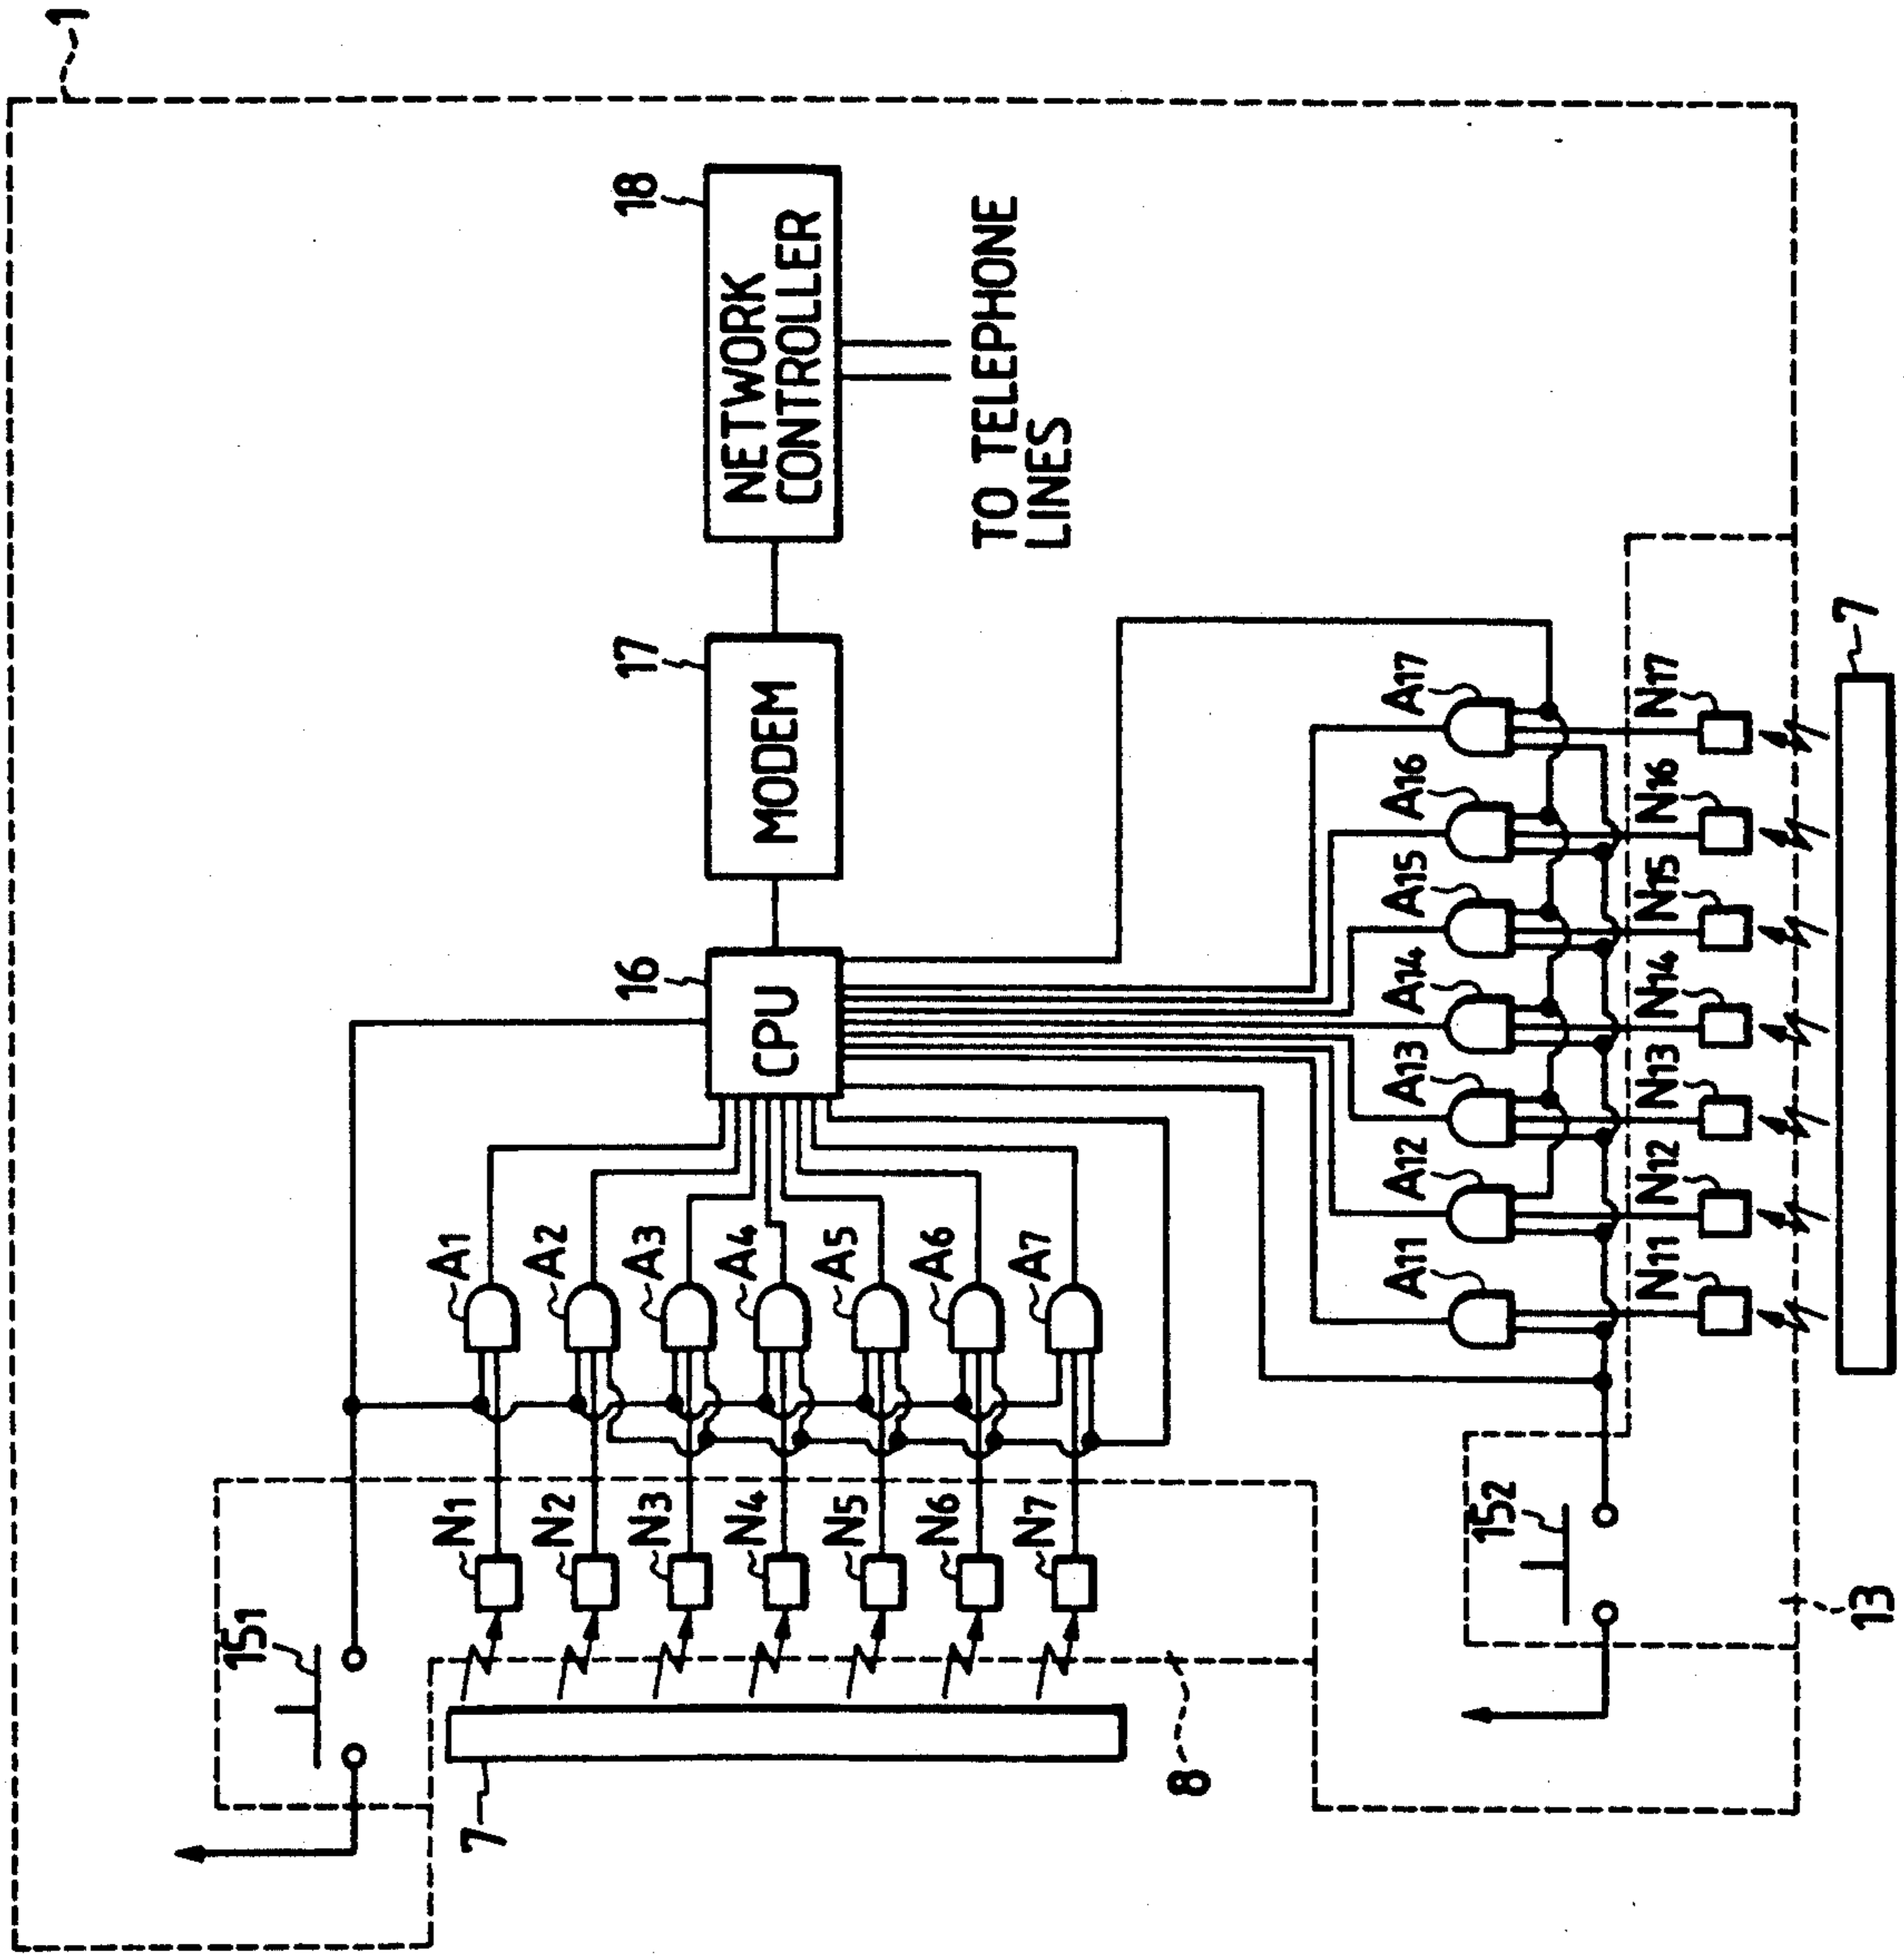 1
151
7
8
N1
N2
N3
N4
N5
N6
N7
A1
A2
A3
A4
A5
A6
A7
16
CPU
17
MODEM
18
NETWORK
CONTROLLER
TO TELEPHONE
LINES
A11
A12
A13
A14
A15
A16
A17
N11
N12
N13
N14
N15
N16
N17
152
13
7